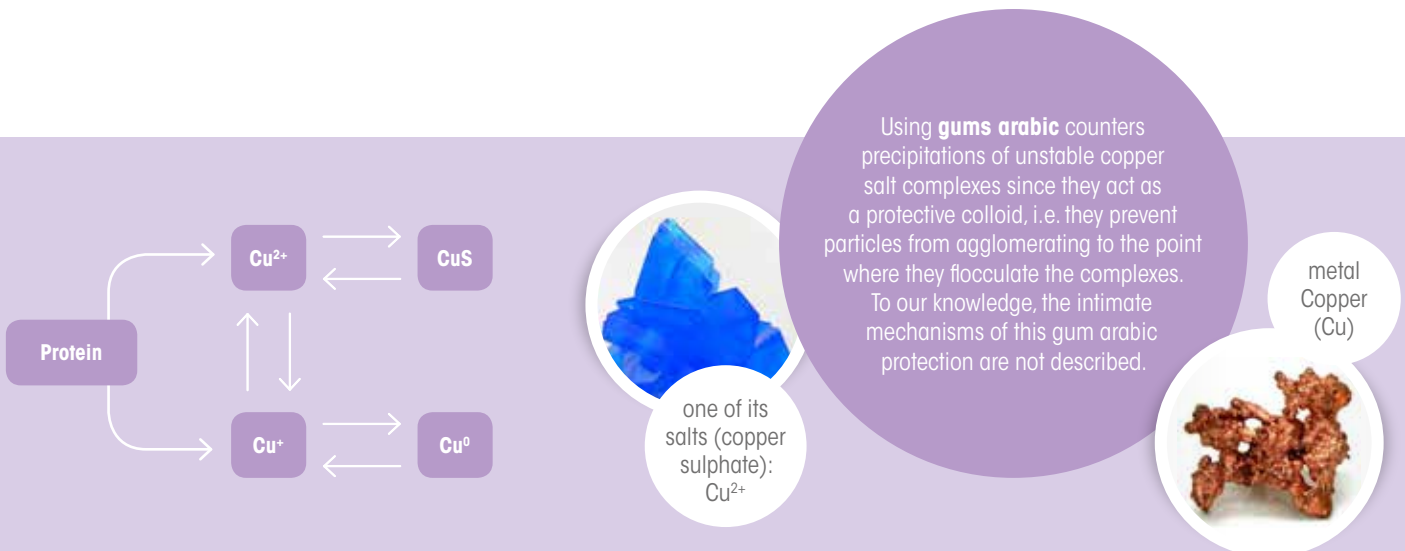 Protein
Cu²⁺
CuS
Cu⁺
Cu⁰
one of its
salts (copper
sulphate):
Cu²⁺
Using gums arabic counters
precipitations of unstable copper
salt complexes since they act as
a protective colloid, i.e. they prevent
particles from agglomerating to the point
where they flocculate the complexes.
To our knowledge, the intimate
mechanisms of this gum arabic
protection are not described.
metal
Copper
(Cu)